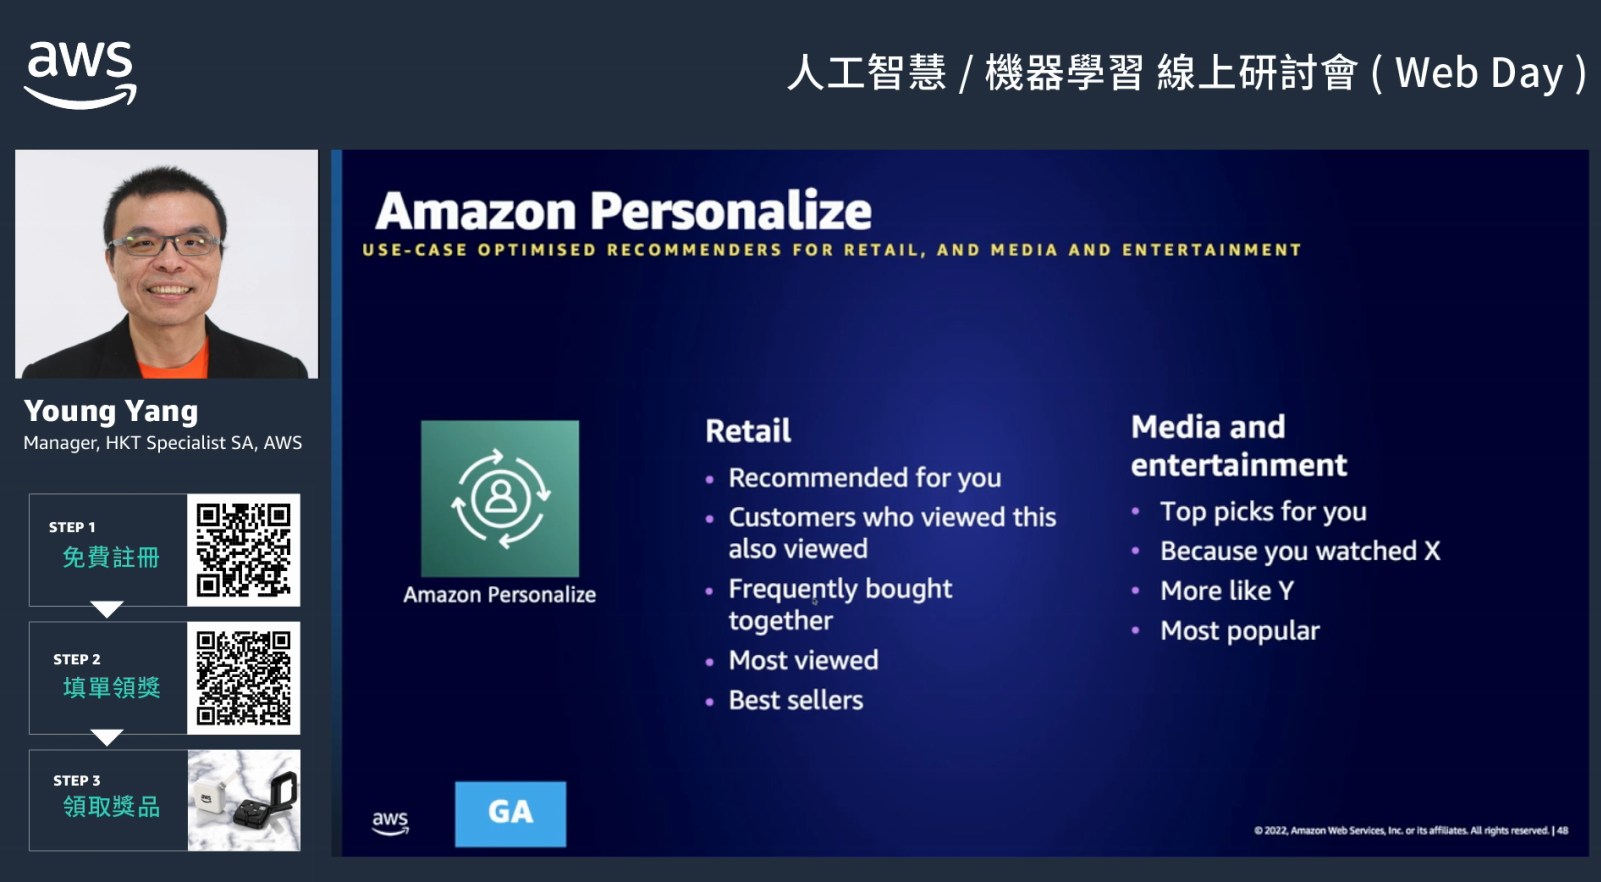 aws
人工智慧 / 機器學習 線上研討會 ( Web Day )
Young Yang
Manager, HKT Specialist SA, AWS
STEP 1
免費註冊
STEP 2
填單領獎
STEP 3
領取獎品
aws
Amazon Personalize
USE-CASE OPTIMISED RECOMMENDERS FOR RETAIL, AND MEDIA AND ENTERTAINMENT
Amazon Personalize
Retail
• Recommended for you
• Customers who viewed this
also viewed
• Frequently bought
together
• Most viewed
• Best sellers
Media and
entertainment
• Top picks for you
• Because you watched X
• More like Y
• Most popular
aws
GA
© 2022, Amazon Web Services, Inc. or its affiliates. All rights reserved. | 48